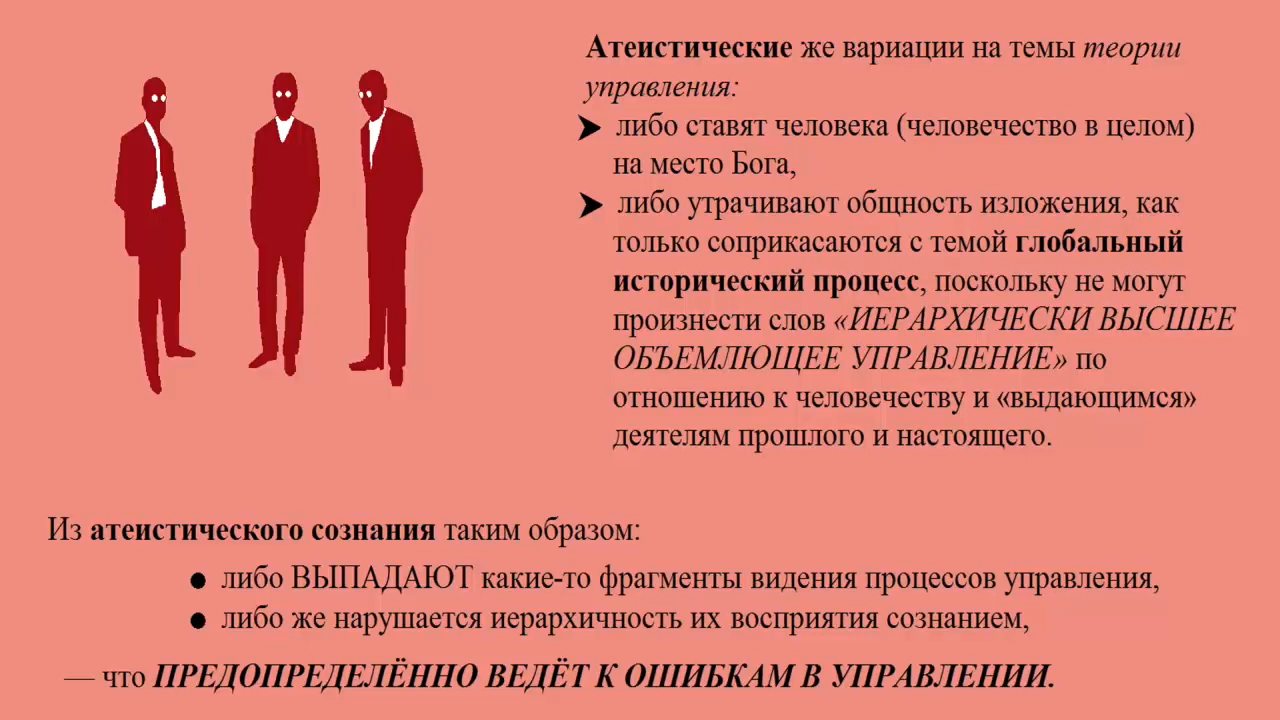 Атеистические же вариации на темы теории
управления:
➤ либо ставят человека (человечество в целом)
на место Бога,
➤ либо утрачивают общность изложения, как
только соприкасаются с темой глобальный
исторический процесс, поскольку не могут
произнести слов «ИЕРАРХИЧЕСКИ ВЫСШЕЕ
ОБЪЕМЛЮЩЕЕ УПРАВЛЕНИЕ» по
отношению к человечеству и «выдающимся»
деятелям прошлого и настоящего.
Из атеистического сознания таким образом:
● либо ВЫПАДАЮТ какие-то фрагменты видения процессов управления,
● либо же нарушается иерархичность их восприятия сознанием,
— что ПРЕДОПРЕДЕЛЁННО ВЕДЁТ К ОШИБКАМ В УПРАВЛЕНИИ.